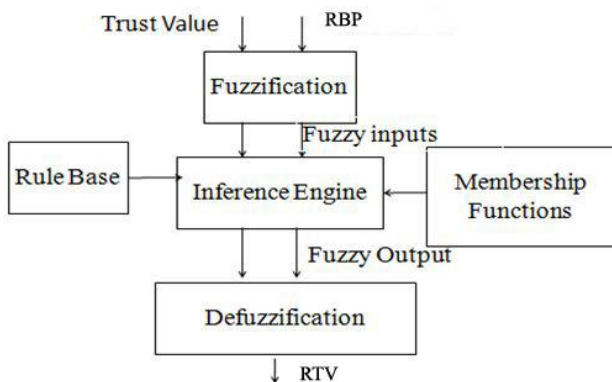 Trust Value
RBP
Fuzzification
Fuzzy inputs
Rule Base
Inference Engine
Membership
Functions
Fuzzy Output
Defuzzification
RTV